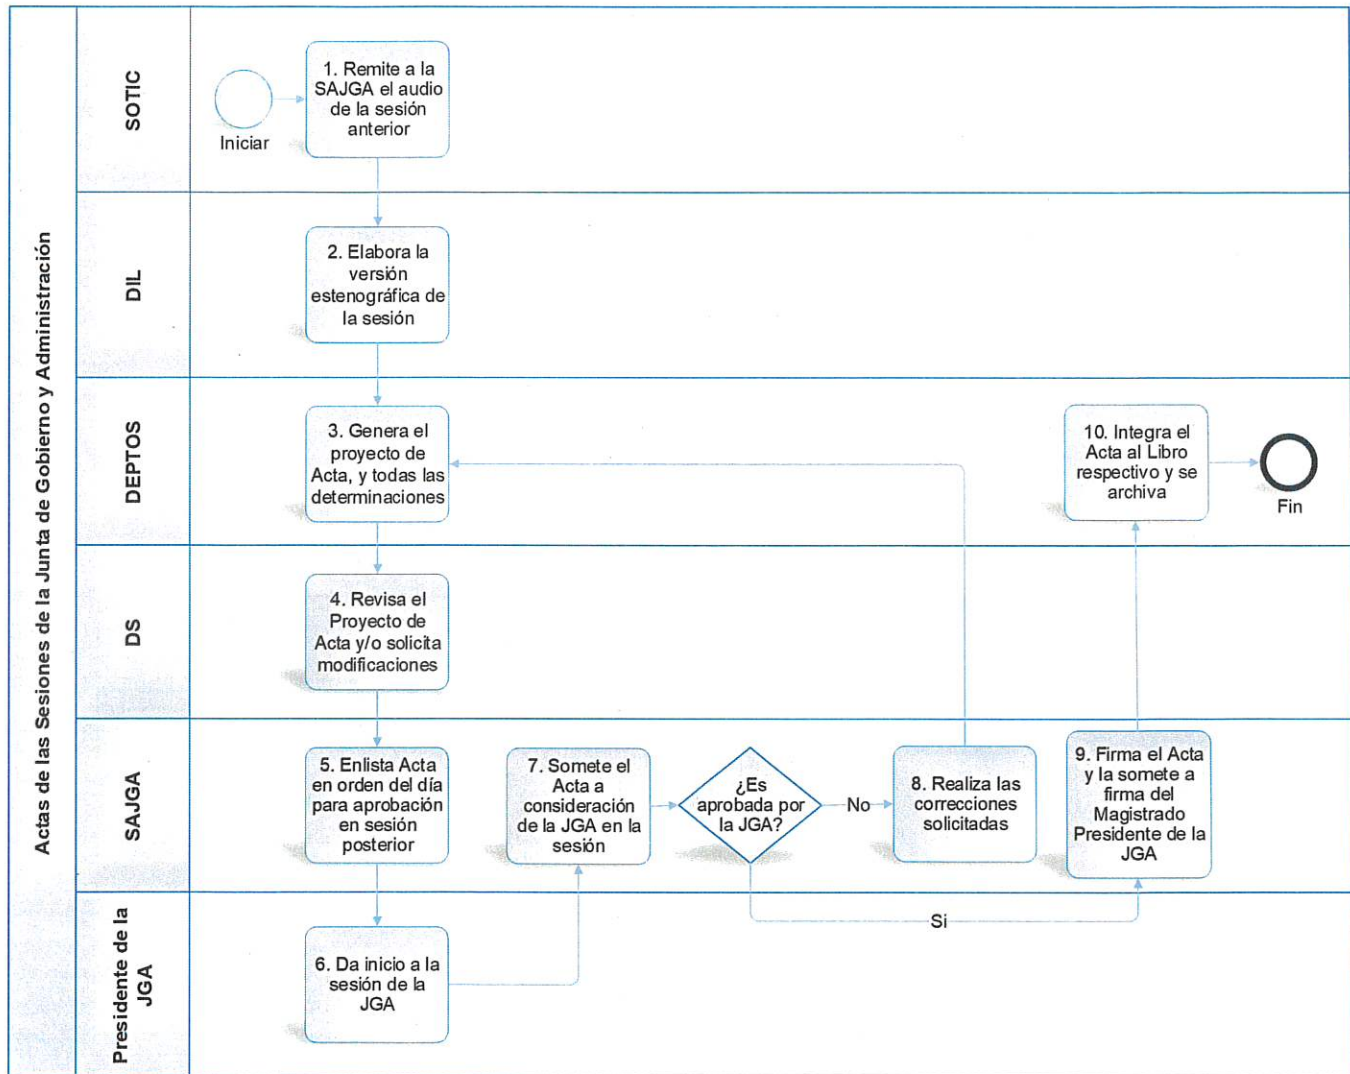 Actas de las Sesiones de la Junta de Gobierno y Administración
SOTIC
Iniciar
1. Remite a la
SAJGA el audio
de la sesión
anterior
DIL
2. Elabora la
versión
estenográfica de
la sesión
DEPTOS
3. Genera el
proyecto de
Acta, y todas las
determinaciones
10. Integra el
Acta al Libro
respectivo y se
archiva
Fin
DS
4. Revisa el
Proyecto de
Acta y/o solicita
modificaciones
SAJGA
5. Enlista Acta
en orden del día
para aprobación
en sesión
posterior
7. Somete el
Acta a
consideración
de la JGA en la
sesión
¿Es
aprobada por
la JGA?
No
8. Realiza las
correcciones
solicitadas
9. Firma el Acta
y la somete a
firma del
Magistrado
Presidente de la
JGA
Si
Presidente de la
JGA
6. Da inicio a la
sesión de la
JGA